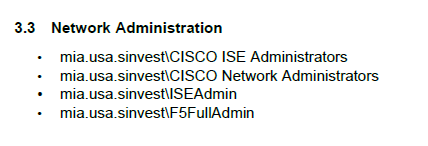 3.3 Network Administration
• mia.usa.sinvest\CISCO ISE Administrators
• mia.usa.sinvest\CISCO Network Administrators
• mia.usa.sinvest\ISEAdmin
• mia.usa.sinvest\F5FullAdmin